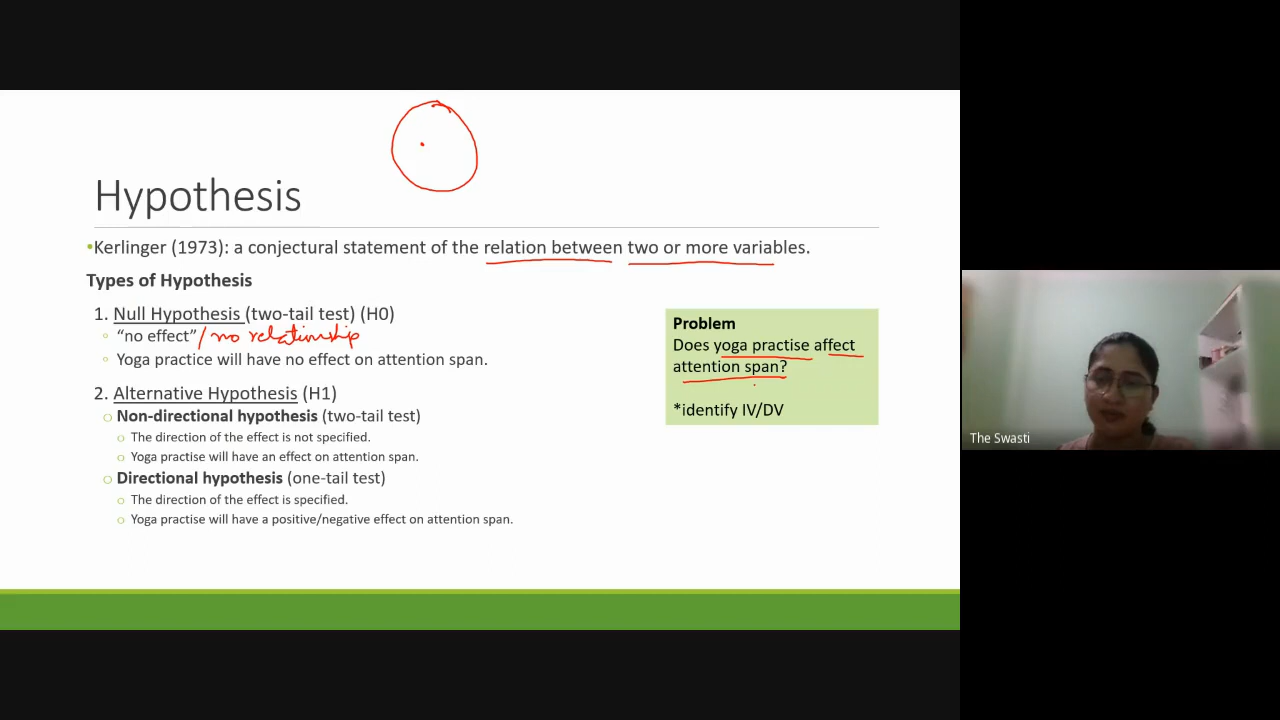 Hypothesis
•Kerlinger (1973): a conjectural statement of the relation between two or more variables.
Types of Hypothesis
1. Null Hypothesis (two-tail test) (H0)
“no effect” / no relationship
Yoga practice will have no effect on attention span.
2. Alternative Hypothesis (H1)
Non-directional hypothesis (two-tail test)
The direction of the effect is not specified.
Yoga practise will have an effect on attention span.
Directional hypothesis (one-tail test)
The direction of the effect is specified.
Yoga practise will have a positive/negative effect on attention span.
Problem
Does yoga practise affect
attention span?
*identify IV/DV
The Swasti